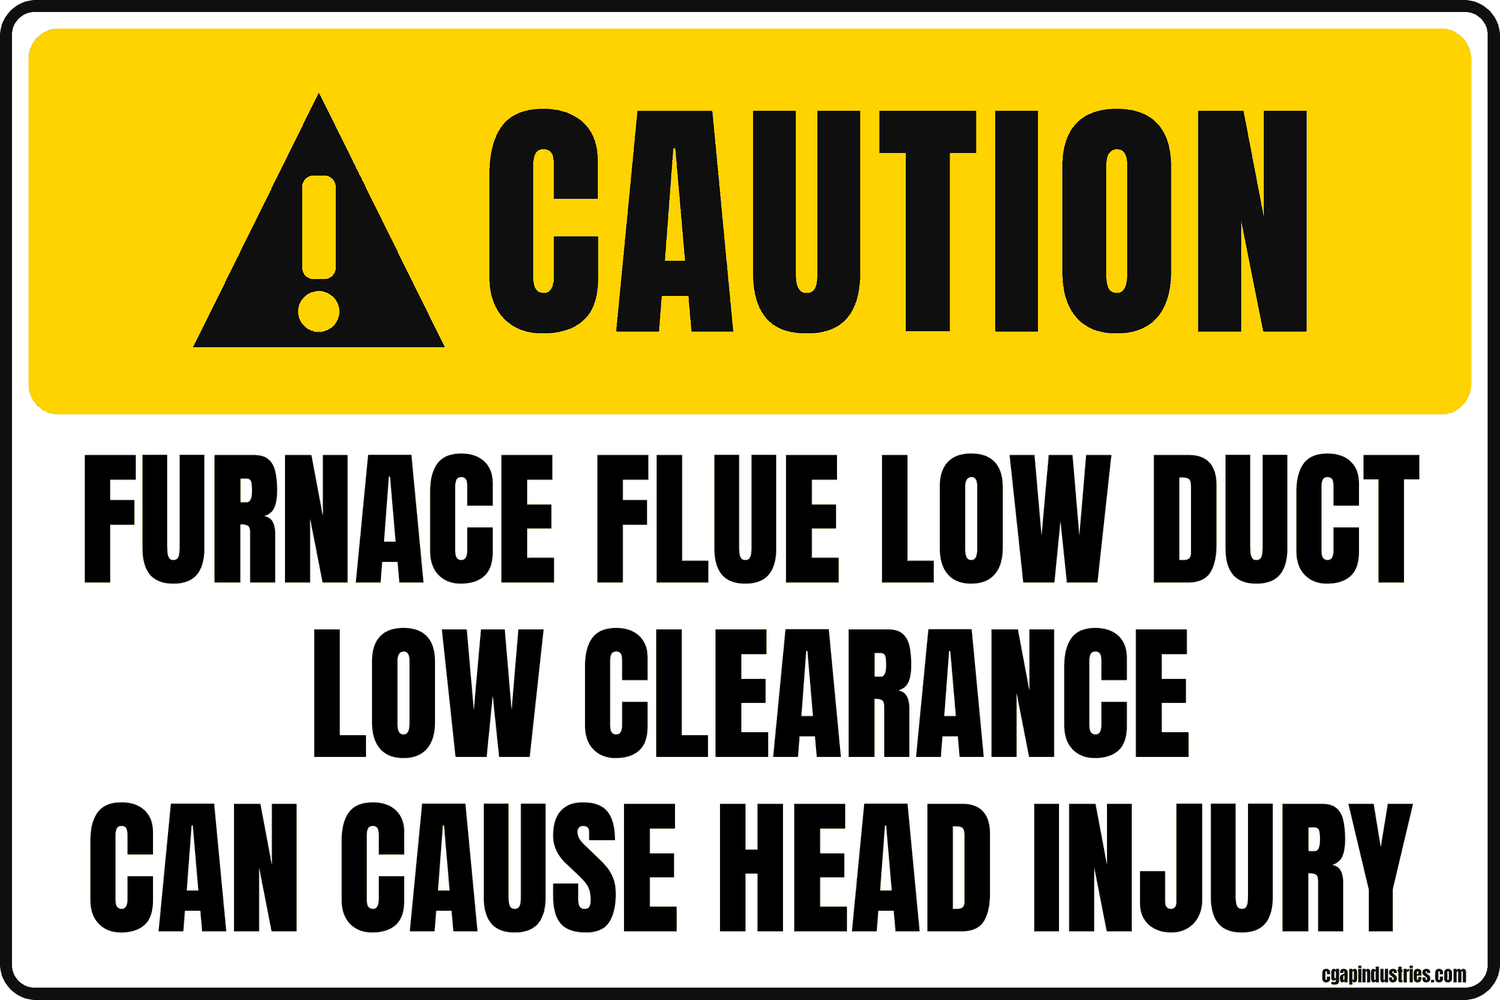 CAUTION
FURNACE FLUE LOW DUCT
LOW CLEARANCE
CAN CAUSE HEAD INJURY
cgapindustries.com